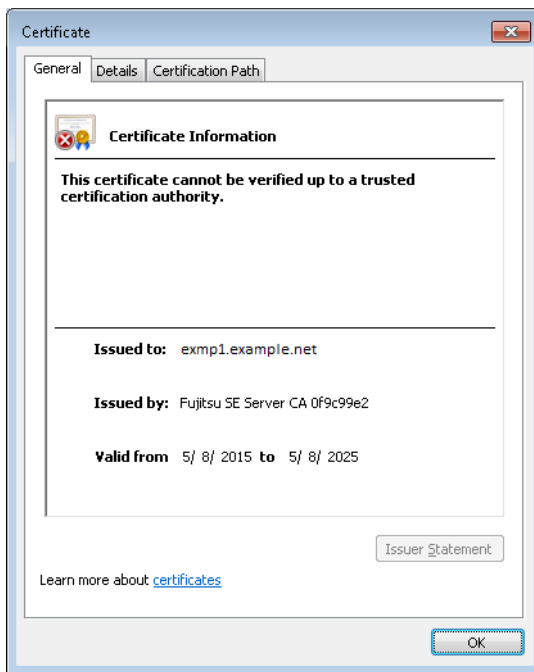 Certificate
General Details Certification Path
Certificate Information
This certificate cannot be verified up to a trusted
certification authority.
Issued to: exmp1.example.net
Issued by: Fujitsu SE Server CA 0f9c99e2
Valid from 5/ 8/ 2015 to 5/ 8/ 2025
Issuer Statement
Learn more about certificates
OK